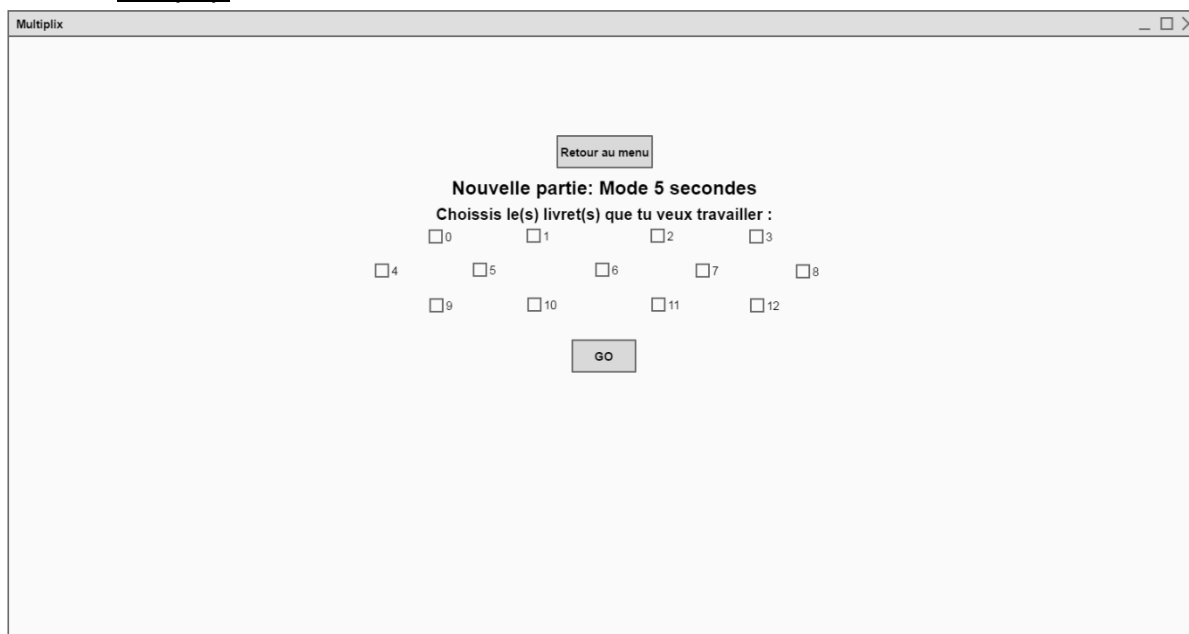 Multiplix
Retour au menu
Nouvelle partie: Mode 5 secondes
Choissis le(s) livret(s) que tu veux travailler :
0 1 2 3
4 5 6 7 8
9 10 11 12
GO